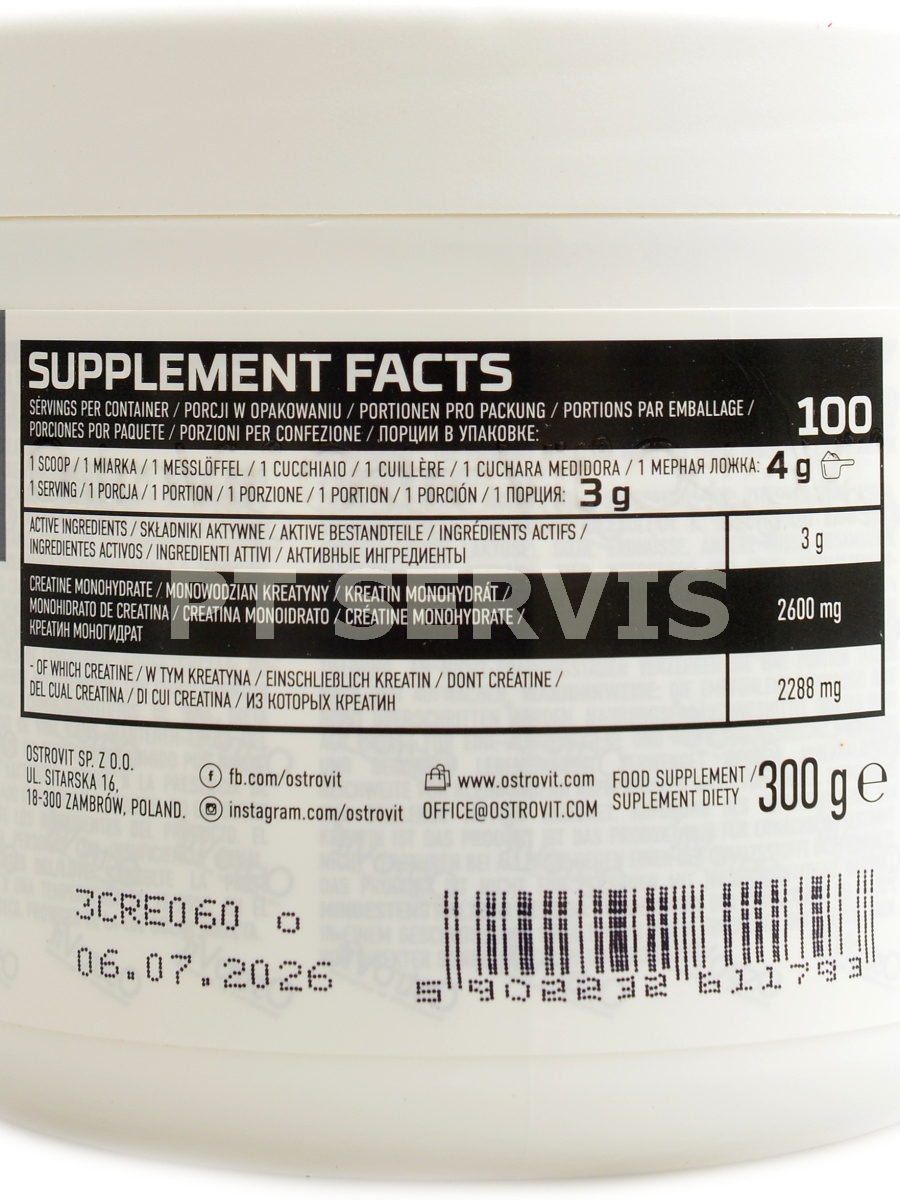 SUPPLEMENT FACTS
SERVINGS PER CONTAINER / PORCJI W OPAKOWANIU / PORTIONEN PRO PACKUNG / PORTIONS PAR EMBALLAGE /
PORCIONES POR PAQUETE / PORZIONI PER CONFEZIONE / ПОРЦИИ В УПАКОВКЕ:
100
1 SCOOP / 1 MIARKA / 1 MESSLÖFFEL / 1 CUCCHIAIO / 1 CUILLÈRE / 1 CUCHARA MEDIDORA / 1 МЕРНАЯ ЛОЖКА: 4 g
1 SERVING / 1 PORCJA / 1 PORTION / 1 PORZIONE / 1 PORTION / 1 PORCIÓN / 1 ПОРЦИЯ: 3 g
ACTIVE INGREDIENTS / SKŁADNIKI AKTYWNE / AKTIVE BESTANDTEILE / INGRÉDIENTS ACTIFS /
INGREDIENTES ACTIVOS / INGREDIENTI ATTIVI / АКТИВНЫЕ ИНГРЕДИЕНТЫ
3 g
CREATINE MONOHYDRATE / MONOWODZIAN KREATYNY / KREATIN MONOHYDRÁT /
MONOHIDRATO DE CREATINA / CREATINA MONOIDRATO / CRÉATINE MONOHYDRATE /
КРЕАТИН МОНОГИДРАТ
2600 mg
- OF WHICH CREATINE / W TYM KREATYNA / EINSCHLIEBLICH KREATIN / DONT CRÉATINE /
DEL CUAL CREATINA / DI CUI CREATINA / ИЗ КОТОРЫХ КРЕАТИН
2288 mg
PT SERVIS
OSTROVIT SP. Z O.O.
UL. SITARSKA 16,
18-300 ZAMBRÓW, POLAND.
fb.com/ostrovit
instagram.com/ostrovit
www.ostrovit.com
OFFICE@OSTROVIT.COM
FOOD SUPPLEMENT /
SUPLEMENT DIETY
300 g e
3CRE060 O
06.07.2026
5 902232 611793